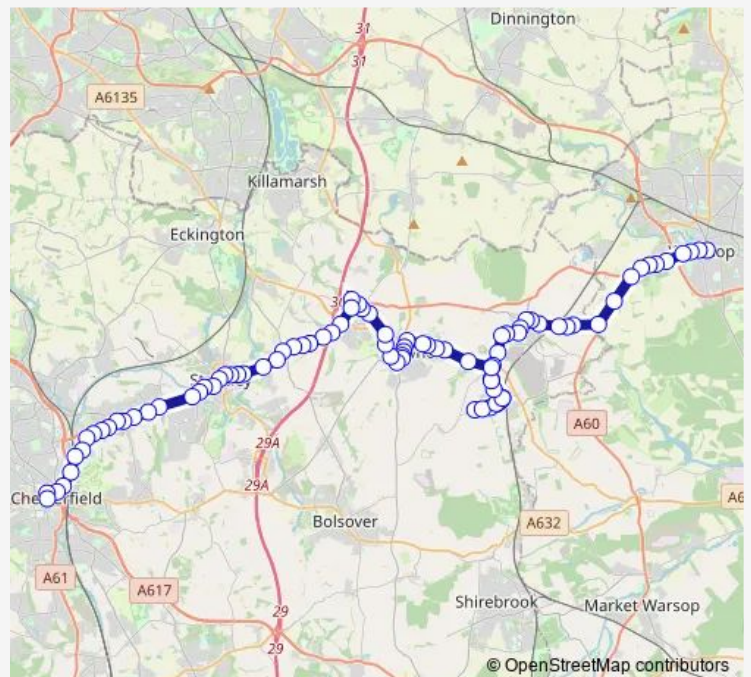 Dinnington
31
31
A6135
Killamarsh
Eckington
A60
Chesterfield
29A
29A
Bolsover
A632
A61
A617
Shirebrook
Market Warsop
29
29
© OpenStreetMap contributors